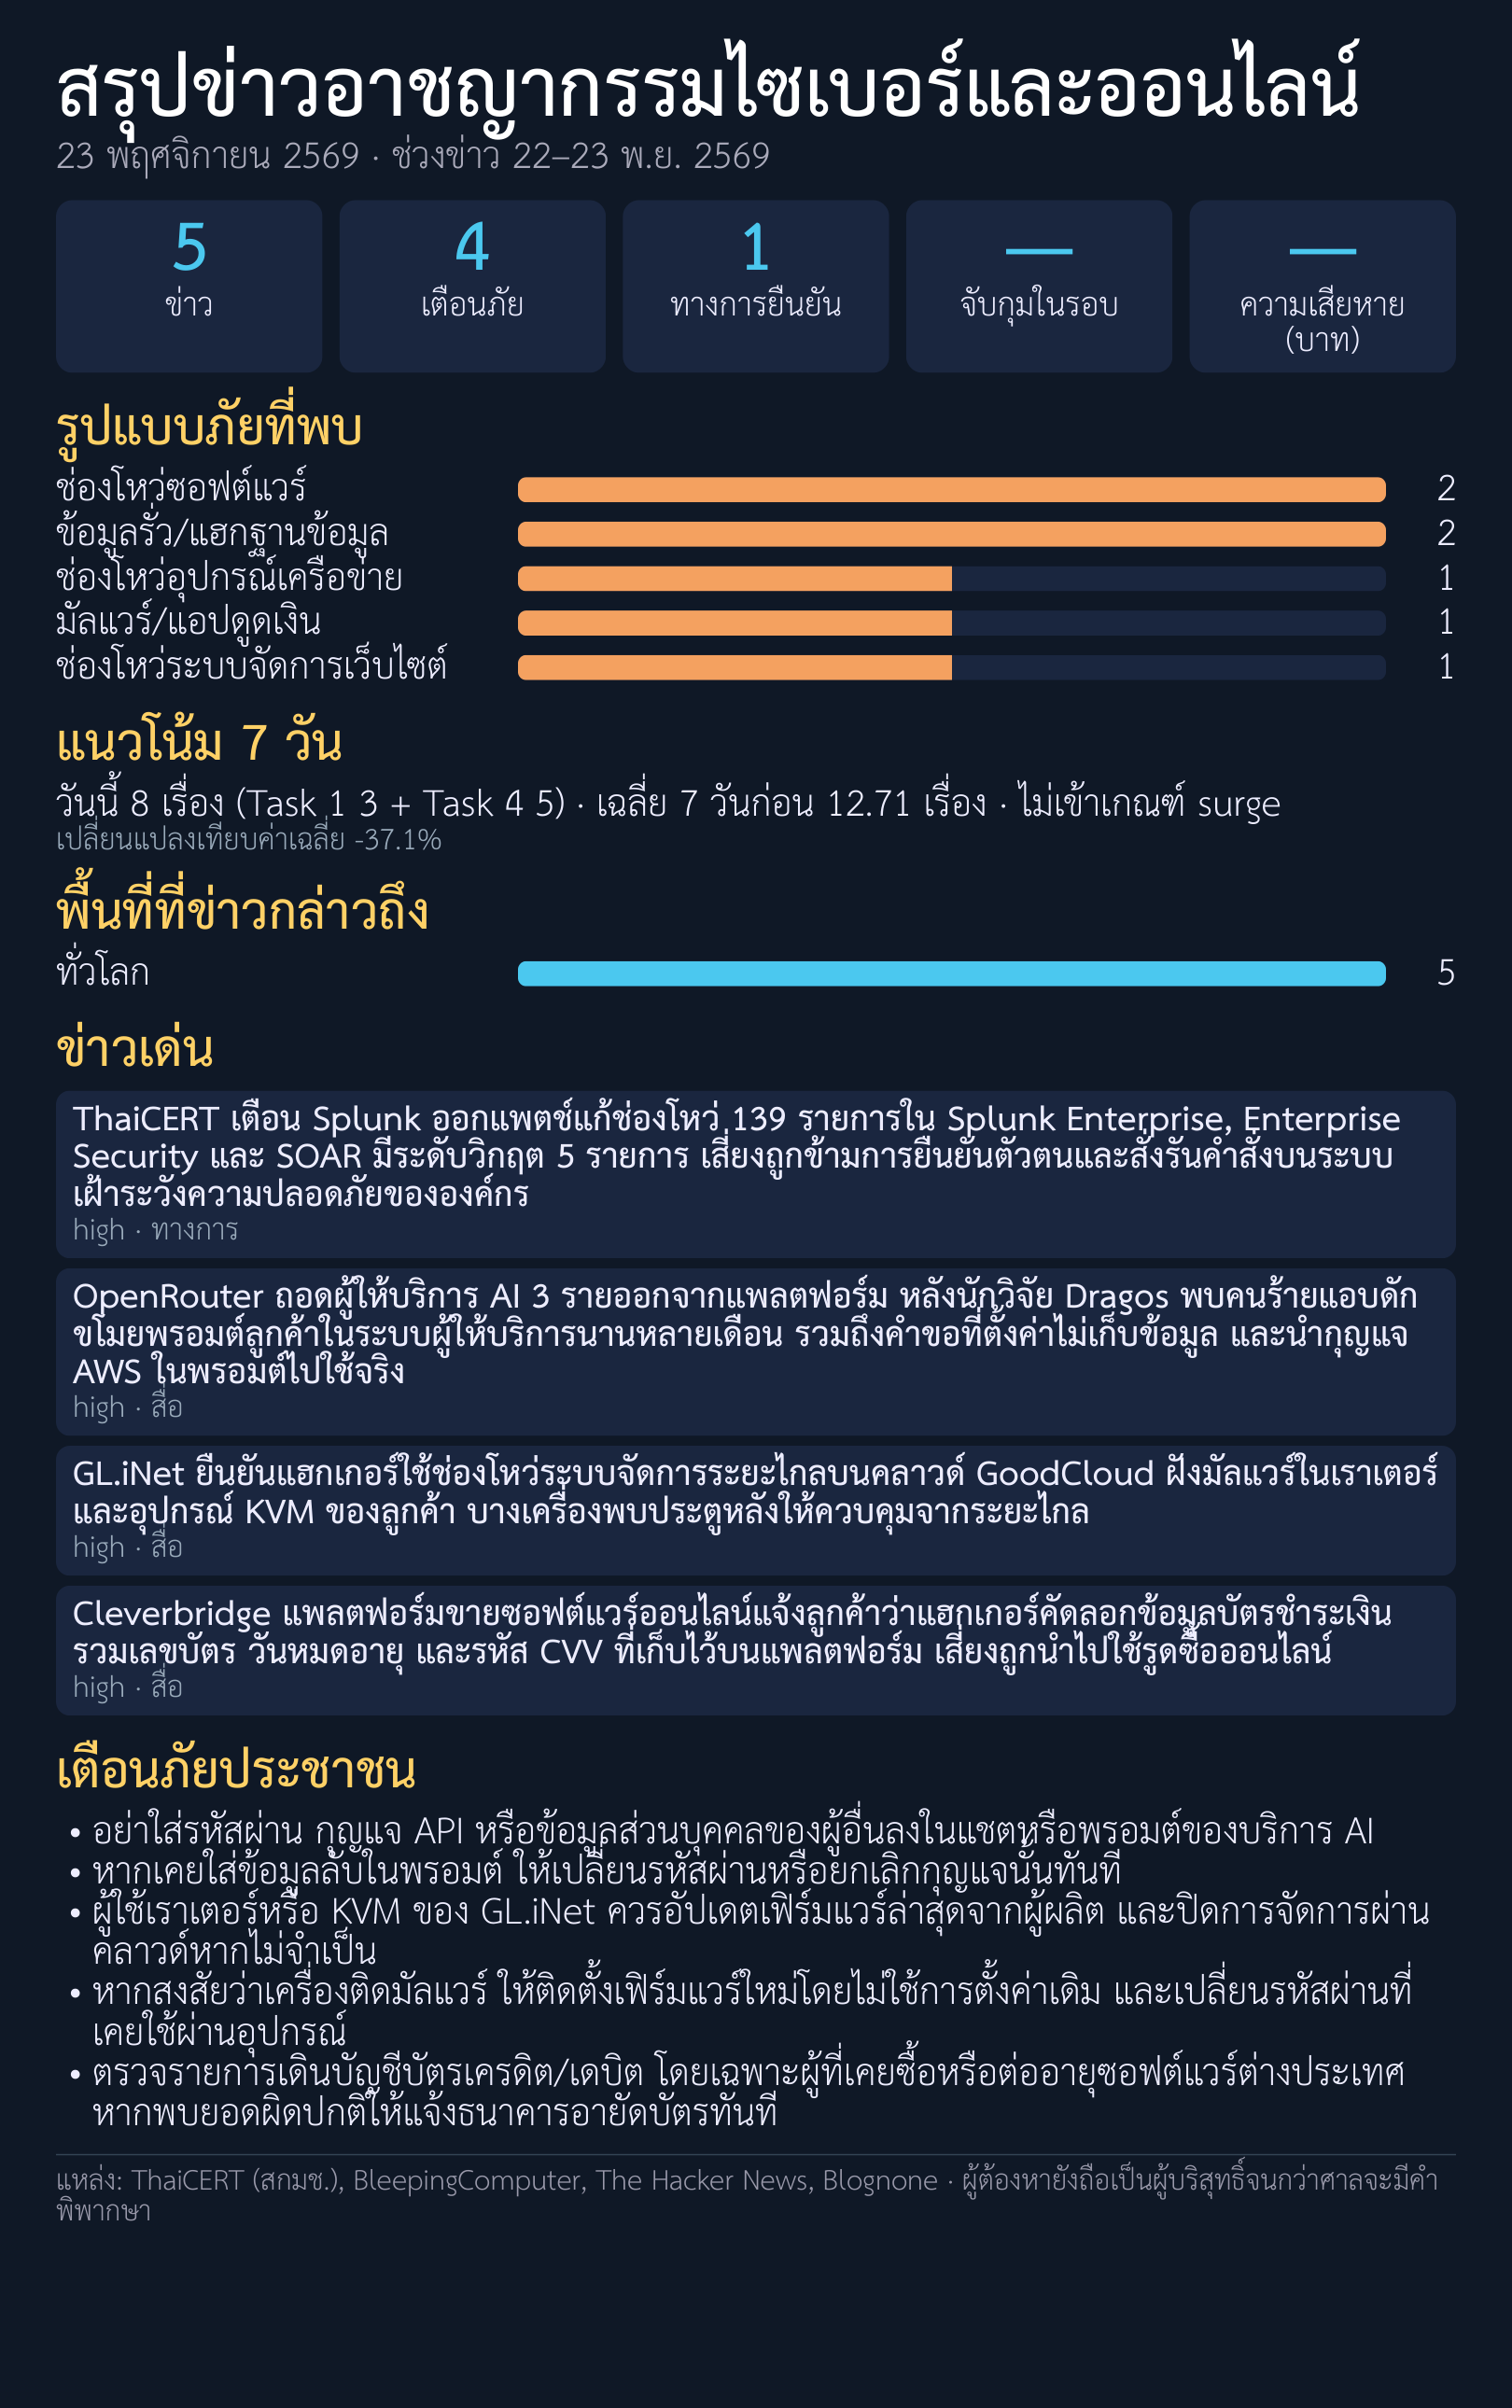 สรุปข่าวอาชญากรรมไซเบอร์และออนไลน์
23 พฤศจิกายน 2569 · ช่วงข่าว 22–23 พ.ย. 2569
5
ข่าว
4
เตือนภัย
1
ทางการยืนยัน
—
จับกุมในรอบ
—
ความเสียหาย
(บาท)
รูปแบบภัยที่พบ
ช่องโหว่ซอฟต์แวร์ 2
ข้อมูลรั่ว/แฮกฐานข้อมูล 2
ช่องโหว่อุปกรณ์เครือข่าย 1
มัลแวร์/แอปดูดเงิน 1
ช่องโหว่ระบบจัดการเว็บไซต์ 1
แนวโน้ม 7 วัน
วันนี้ 8 เรื่อง (Task 1 3 + Task 4 5) · เฉลี่ย 7 วันก่อน 12.71 เรื่อง · ไม่เข้าเกณฑ์ surge
เปลี่ยนแปลงเทียบค่าเฉลี่ย -37.1%
พื้นที่ที่ข่าวกล่าวถึง
ทั่วโลก 5
ข่าวเด่น
ThaiCERT เตือน Splunk ออกแพตช์แก้ช่องโหว่ 139 รายการใน Splunk Enterprise, Enterprise
Security และ SOAR มีระดับวิกฤต 5 รายการ เสี่ยงถูกข้ามการยืนยันตัวตนและสั่งรันคำสั่งบนระบบ
เฝ้าระวังความปลอดภัยขององค์กร
high · ทางการ
OpenRouter ถอดผู้ให้บริการ AI 3 รายออกจากแพลตฟอร์ม หลังนักวิจัย Dragos พบคนร้ายแอบดัก
ขโมยพรอมต์ลูกค้าในระบบผู้ให้บริการนานหลายเดือน รวมถึงคำขอที่ตั้งค่าไม่เก็บข้อมูล และนำกุญแจ
AWS ในพรอมต์ไปใช้จริง
high · สื่อ
GL.iNet ยืนยันแฮกเกอร์ใช้ช่องโหว่ระบบจัดการระยะไกลบนคลาวด์ GoodCloud ฝังมัลแวร์ในเราเตอร์
และอุปกรณ์ KVM ของลูกค้า บางเครื่องพบประตูหลังให้ควบคุมจากระยะไกล
high · สื่อ
Cleverbridge แพลตฟอร์มขายซอฟต์แวร์ออนไลน์แจ้งลูกค้าว่าแฮกเกอร์คัดลอกข้อมูลบัตรชำระเงิน
รวมเลขบัตร วันหมดอายุ และรหัส CVV ที่เก็บไว้บนแพลตฟอร์ม เสี่ยงถูกนำไปใช้รูดซื้อออนไลน์
high · สื่อ
เตือนภัยประชาชน
• อย่าใส่รหัสผ่าน กุญแจ API หรือข้อมูลส่วนบุคคลของผู้อื่นลงในแชตหรือพรอมต์ของบริการ AI
• หากเคยใส่ข้อมูลลับในพรอมต์ ให้เปลี่ยนรหัสผ่านหรือยกเลิกกุญแจนั้นทันที
• ผู้ใช้เราเตอร์หรือ KVM ของ GL.iNet ควรอัปเดตเฟิร์มแวร์ล่าสุดจากผู้ผลิต และปิดการจัดการผ่าน
คลาวด์หากไม่จำเป็น
• หากสงสัยว่าเครื่องติดมัลแวร์ ให้ติดตั้งเฟิร์มแวร์ใหม่โดยไม่ใช้การตั้งค่าเดิม และเปลี่ยนรหัสผ่านที่
เคยใช้ผ่านอุปกรณ์
• ตรวจรายการเดินบัญชีบัตรเครดิต/เดบิต โดยเฉพาะผู้ที่เคยซื้อหรือต่ออายุซอฟต์แวร์ต่างประเทศ
หากพบยอดผิดปกติให้แจ้งธนาคารอายัดบัตรทันที
แหล่ง: ThaiCERT (สกมช.), BleepingComputer, The Hacker News, Blognone · ผู้ต้องหายังถือเป็นผู้บริสุทธิ์จนกว่าศาลจะมีคำ
พิพากษา